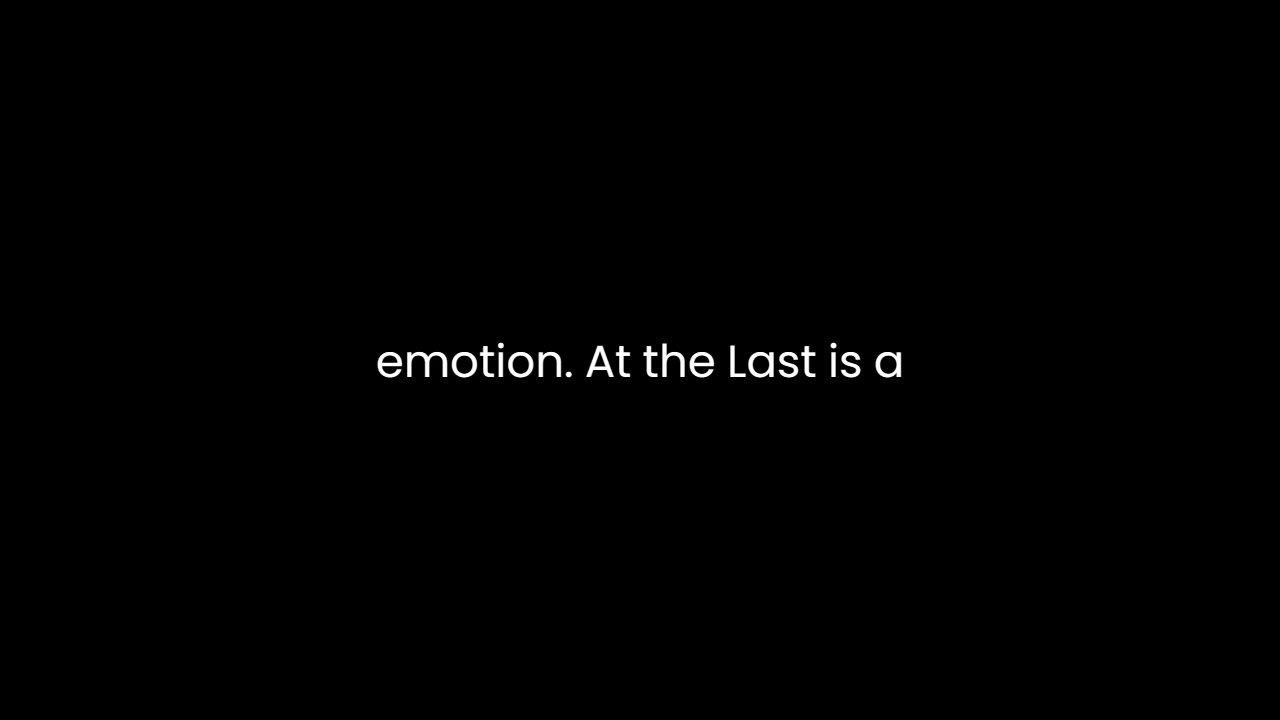 emotion. At the Last is a